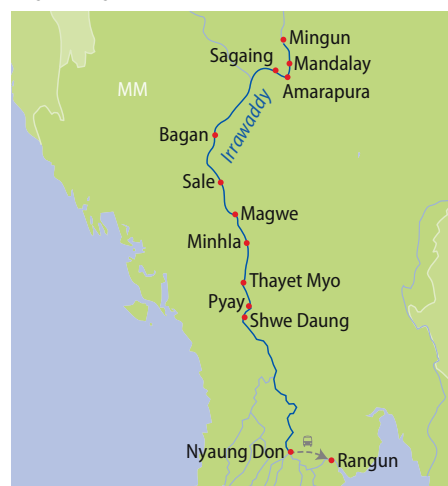 Mingun
Sagaing
Mandalay
Amarapura
MM
Irrawaddy
Bagan
Sale
Magwe
Minhla
Thayet Myo
Pyay
Shwe Daung
Nyaung Don
Rangun